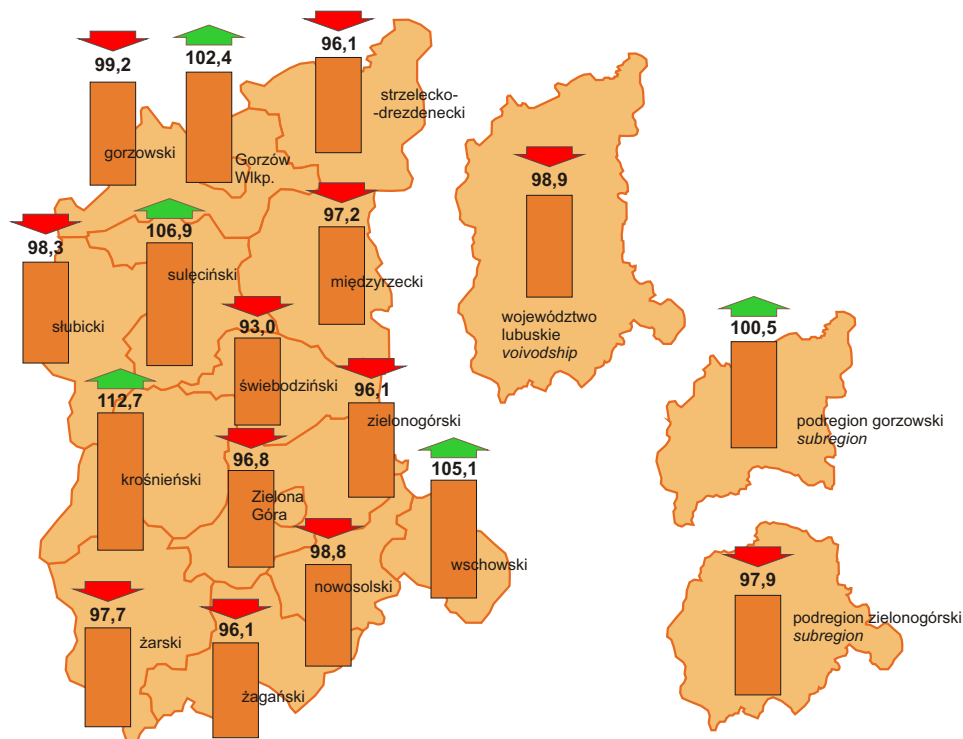 99,2
gorzowski
102,4
Gorzów
Wlkp.
96,1
strzelecko-
-drezdenecki
98,3
słubicki
106,9
sulęciński
97,2
międzyrzecki
93,0
świebodziński
112,7
krośnieński
96,1
zielonogórski
96,8
Zielona
Góra
105,1
wschowski
98,8
nowosolski
97,7
żarski
96,1
żagański
98,9
województwo
lubuskie
voivodship
100,5
podregion gorzowski
subregion
97,9
podregion zielonogórski
subregion